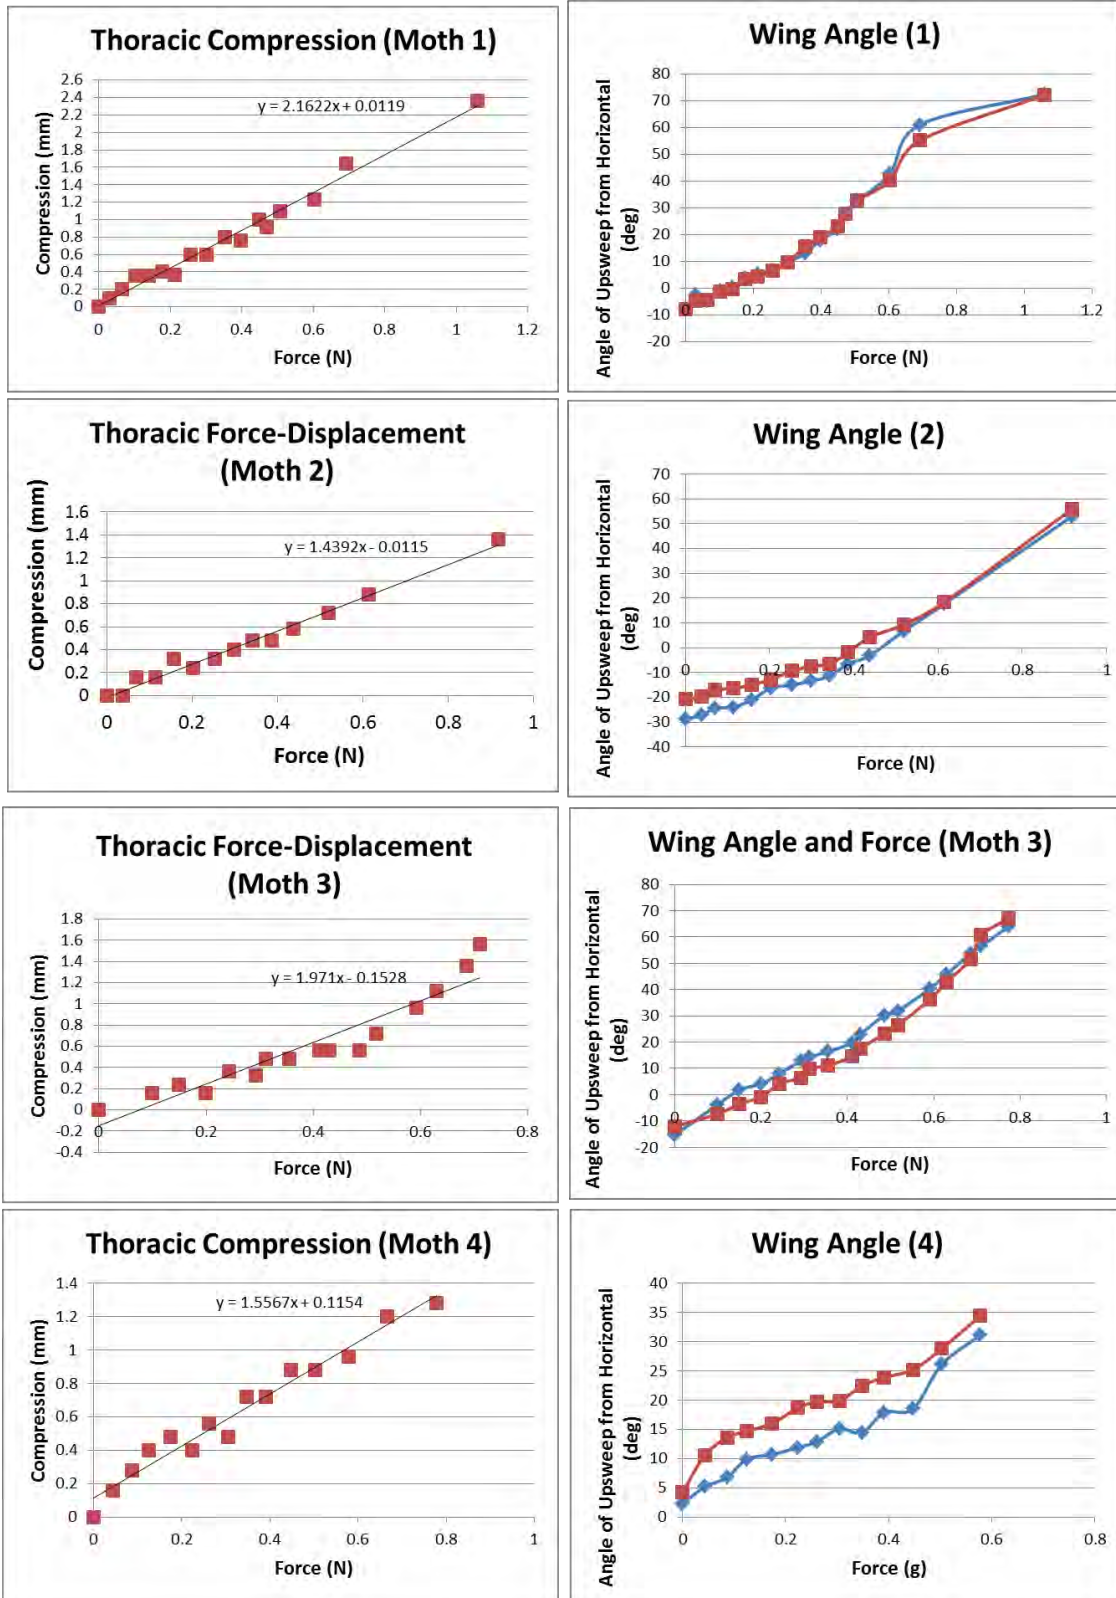 Thoracic Compression (Moth 1)
Compression (mm)
2.6
2.4
2.2
2
1.8
1.6
1.4
1.2
1
0.8
0.6
0.4
0.2
0
y = 2.1622x + 0.0119
0 0.2 0.4 0.6 0.8 1 1.2
Force (N)
Wing Angle (1)
Angle of Upsweep from Horizontal
(deg)
80
70
60
50
40
30
20
10
0
-10
-20
0 0.2 0.4 0.6 0.8 1 1.2
Force (N)
Thoracic Force-Displacement
(Moth 2)
Compression (mm)
1.6
1.4
1.2
1
0.8
0.6
0.4
0.2
0
y = 1.4392x - 0.0115
0 0.2 0.4 0.6 0.8 1
Force (N)
Wing Angle (2)
Angle of Upsweep from Horizontal
(deg)
70
60
50
40
30
20
10
0
-10
-20
-30
-40
0 0.2 0.4 0.6 0.8 1
Force (N)
Thoracic Force-Displacement
(Moth 3)
Compression (mm)
1.8
1.6
1.4
1.2
1
0.8
0.6
0.4
0.2
0
-0.2
-0.4
y = 1.971x - 0.1528
0 0.2 0.4 0.6 0.8
Force (N)
Wing Angle and Force (Moth 3)
Angle of Upsweep from Horizontal
(deg)
80
70
60
50
40
30
20
10
0
-10
-20
0 0.2 0.4 0.6 0.8 1
Force (N)
Thoracic Compression (Moth 4)
Compression (mm)
1.4
1.2
1
0.8
0.6
0.4
0.2
0
y = 1.5567x + 0.1154
0 0.2 0.4 0.6 0.8 1
Force (N)
Wing Angle (4)
Angle of Upsweep from Horizontal
(deg)
40
35
30
25
20
15
10
5
0
0 0.2 0.4 0.6 0.8
Force (g)